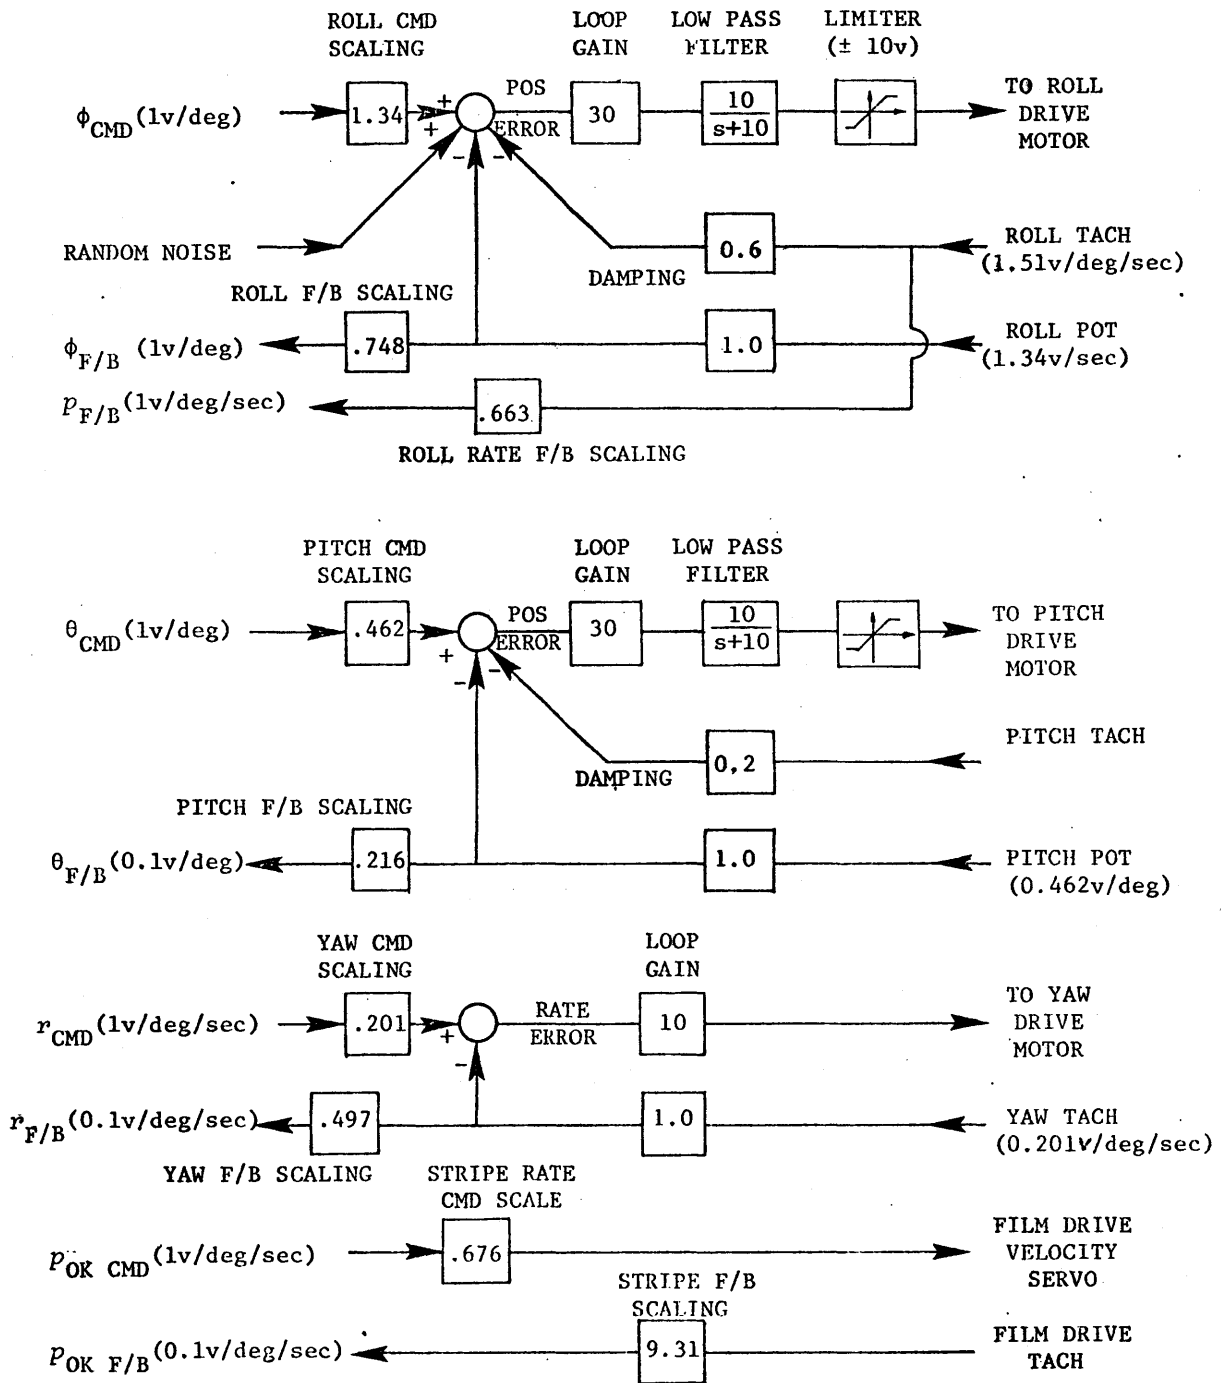 ROLL CMD
SCALING
LOOP
GAIN
LOW PASS
FILTER
LIMITER
(± 10v)
ϕCMD(1v/deg)
1.34
+
+
-
-
POS
ERROR
30
10
s+10
TO ROLL
DRIVE
MOTOR
RANDOM NOISE
DAMPING
0.6
ROLL TACH
(1.51v/deg/sec)
ROLL F/B SCALING
ϕF/B (1v/deg)
.748
1.0
ROLL POT
(1.34v/sec)
pF/B(1v/deg/sec)
.663
ROLL RATE F/B SCALING
PITCH CMD
SCALING
LOOP
GAIN
LOW PASS
FILTER
θCMD(1v/deg)
.462
+
-
-
POS
ERROR
30
10
s+10
TO PITCH
DRIVE
MOTOR
DAMPING
0,2
PITCH TACH
PITCH F/B SCALING
θF/B(0.1v/deg)
.216
1.0
PITCH POT
(0.462v/deg)
YAW CMD
SCALING
LOOP
GAIN
rCMD(1v/deg/sec)
.201
+
-
RATE
ERROR
10
TO YAW
DRIVE
MOTOR
rF/B(0.1v/deg/sec)
.497
1.0
YAW TACH
(0.201v/deg/sec)
YAW F/B SCALING
STRIPE RATE
CMD SCALE
pOK CMD(1v/deg/sec)
.676
FILM DRIVE
VELOCITY
SERVO
STRIPE F/B
SCALING
pOK F/B(0.1v/deg/sec)
9.31
FILM DRIVE
TACH